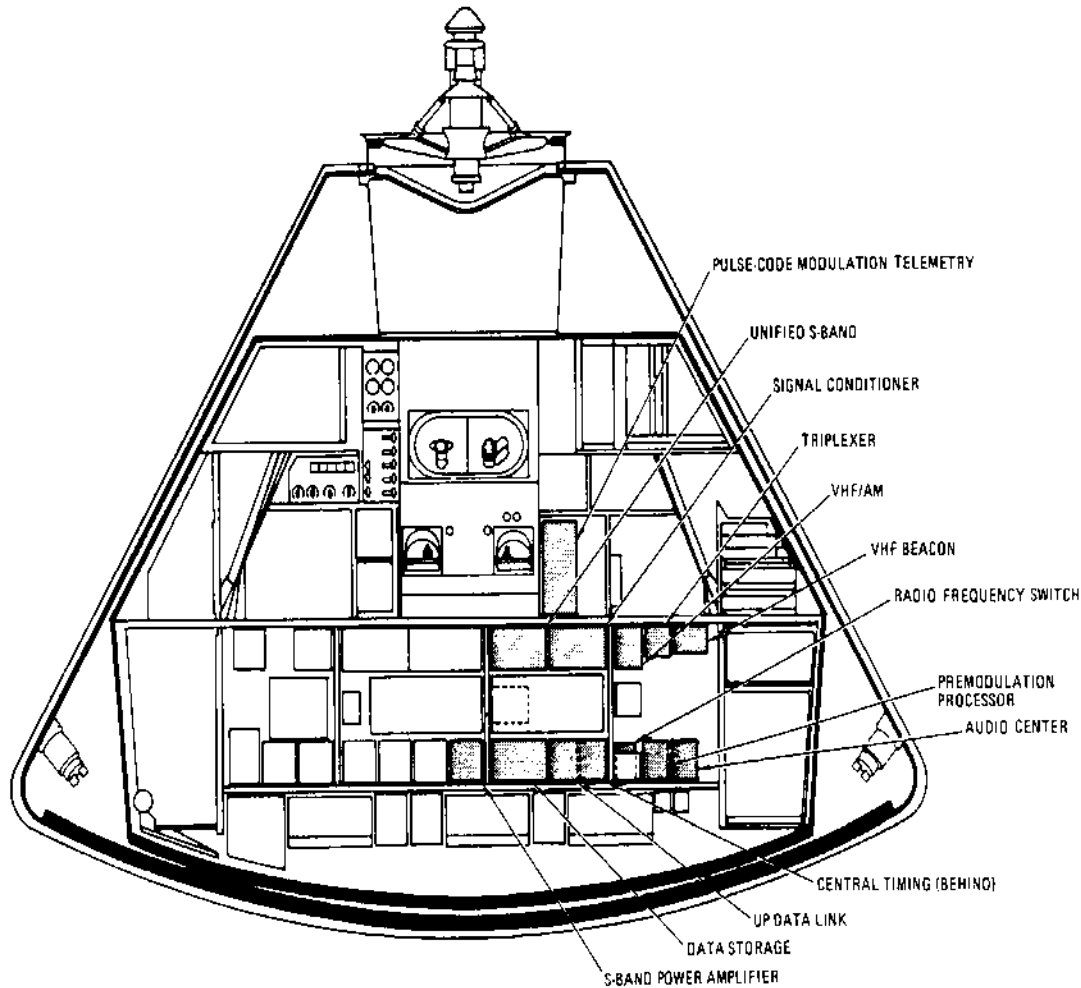 PULSE-CODE MODULATION TELEMETRY
UNIFIED S-BAND
SIGNAL CONDITIONER
TRIPLEXER
VHF/AM
VHF BEACON
RADIO FREQUENCY SWITCH
PREMODULATION
PROCESSOR
AUDIO CENTER
CENTRAL TIMING (BEHIND)
UP DATA LINK
DATA STORAGE
S-BAND POWER AMPLIFIER